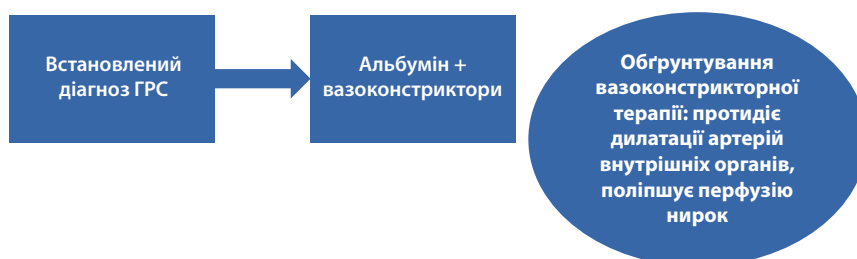 Встановлений
діагноз ГРС
Альбумін +
вазоконстриктори
Обґрунтування
вазоконстрикторної
терапії: протидіє
дилатації артерій
внутрішніх органів,
поліпшує перфузію
нирок